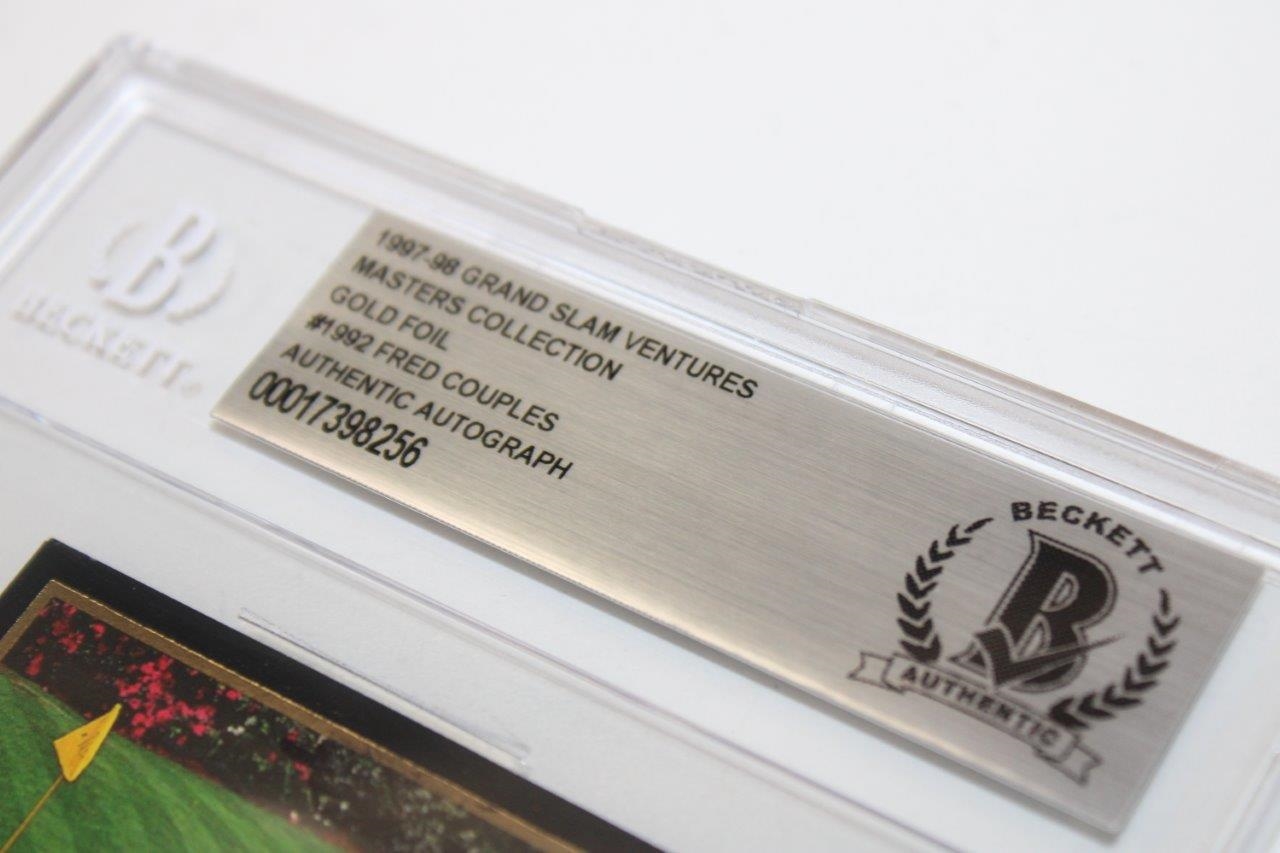 BECKETT
1997-98 GRAND SLAM VENTURES
MASTERS COLLECTION
GOLD FOIL
#1992 FRED COUPLES
AUTHENTIC AUTOGRAPH
00017398256
BECKETT
B
AUTHENTIC